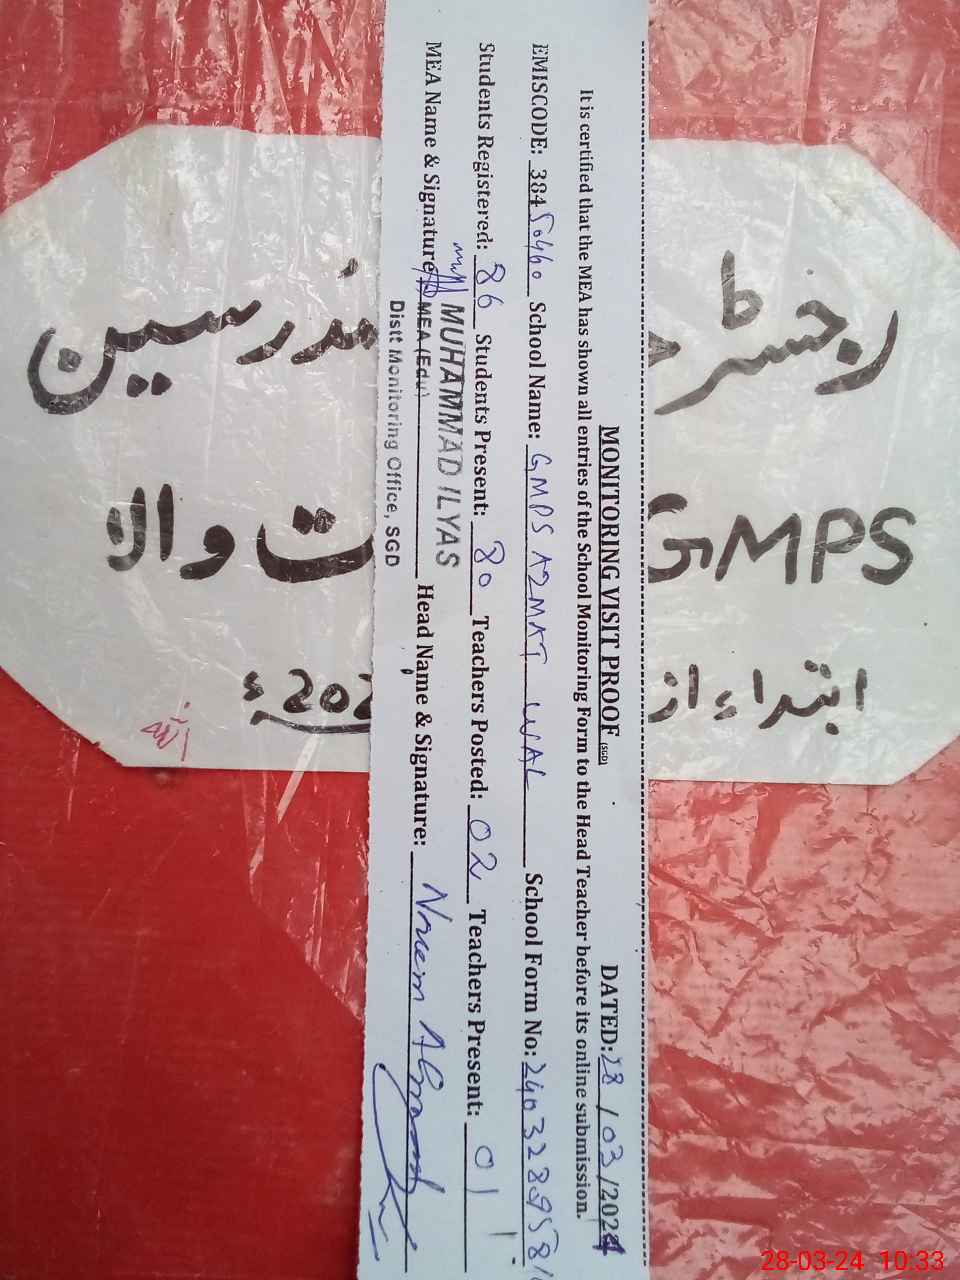 MONITORING VISIT PROOF (SGD) DATED: 28/03/2024
It is certified that the MEA has shown all entries of the School Monitoring Form to the Head Teacher before its online submission.
EMISCODE: 38450460 School Name: GMPS AZMAT WAL School Form No: 2403289581
Students Registered: 86 Students Present: 80 Teachers Posted: 02 Teachers Present: 01
MEA Name & Signature: MUHAMMAD ILYAS Head Name & Signature: Naeem Ahmad
MEA (Edu)
Distt Monitoring Office, SGD
رجسٹر مدرسین
GMPS والا
ابتداء از 202ء
28-03-24 10:33